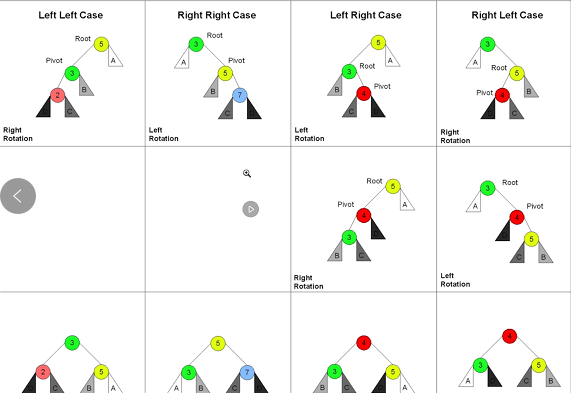 Left Left Case
Right Right Case
Left Right Case
Right Left Case
Root
5
Pivot
A
3
B
2
C
Right
Rotation
Root
3
Pivot
A
5
B
7
C
Left
Rotation
5
Root
A
3
Pivot
B
4
C
Left
Rotation
3
Root
A
5
Pivot
4
B
C
Right
Rotation
Root
5
Pivot
A
4
3
B
C
Right
Rotation
3
Root
A
Pivot
4
5
C
B
Left
Rotation
3
2
5
C
B
A
5
3
7
A
B
C
4
3
5
B
C
A
4
3
5
A
C
B